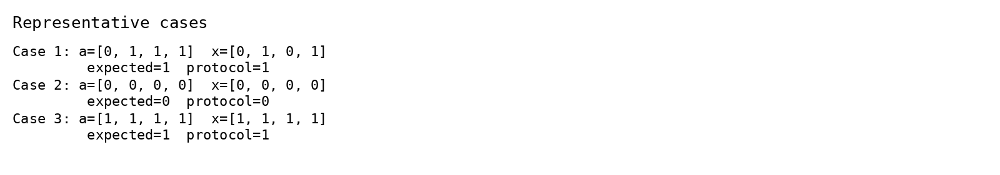 Representative cases
Case 1: a=[0, 1, 1, 1]  x=[0, 1, 0, 1]
         expected=1  protocol=1
Case 2: a=[0, 0, 0, 0]  x=[0, 0, 0, 0]
         expected=0  protocol=0
Case 3: a=[1, 1, 1, 1]  x=[1, 1, 1, 1]
         expected=1  protocol=1